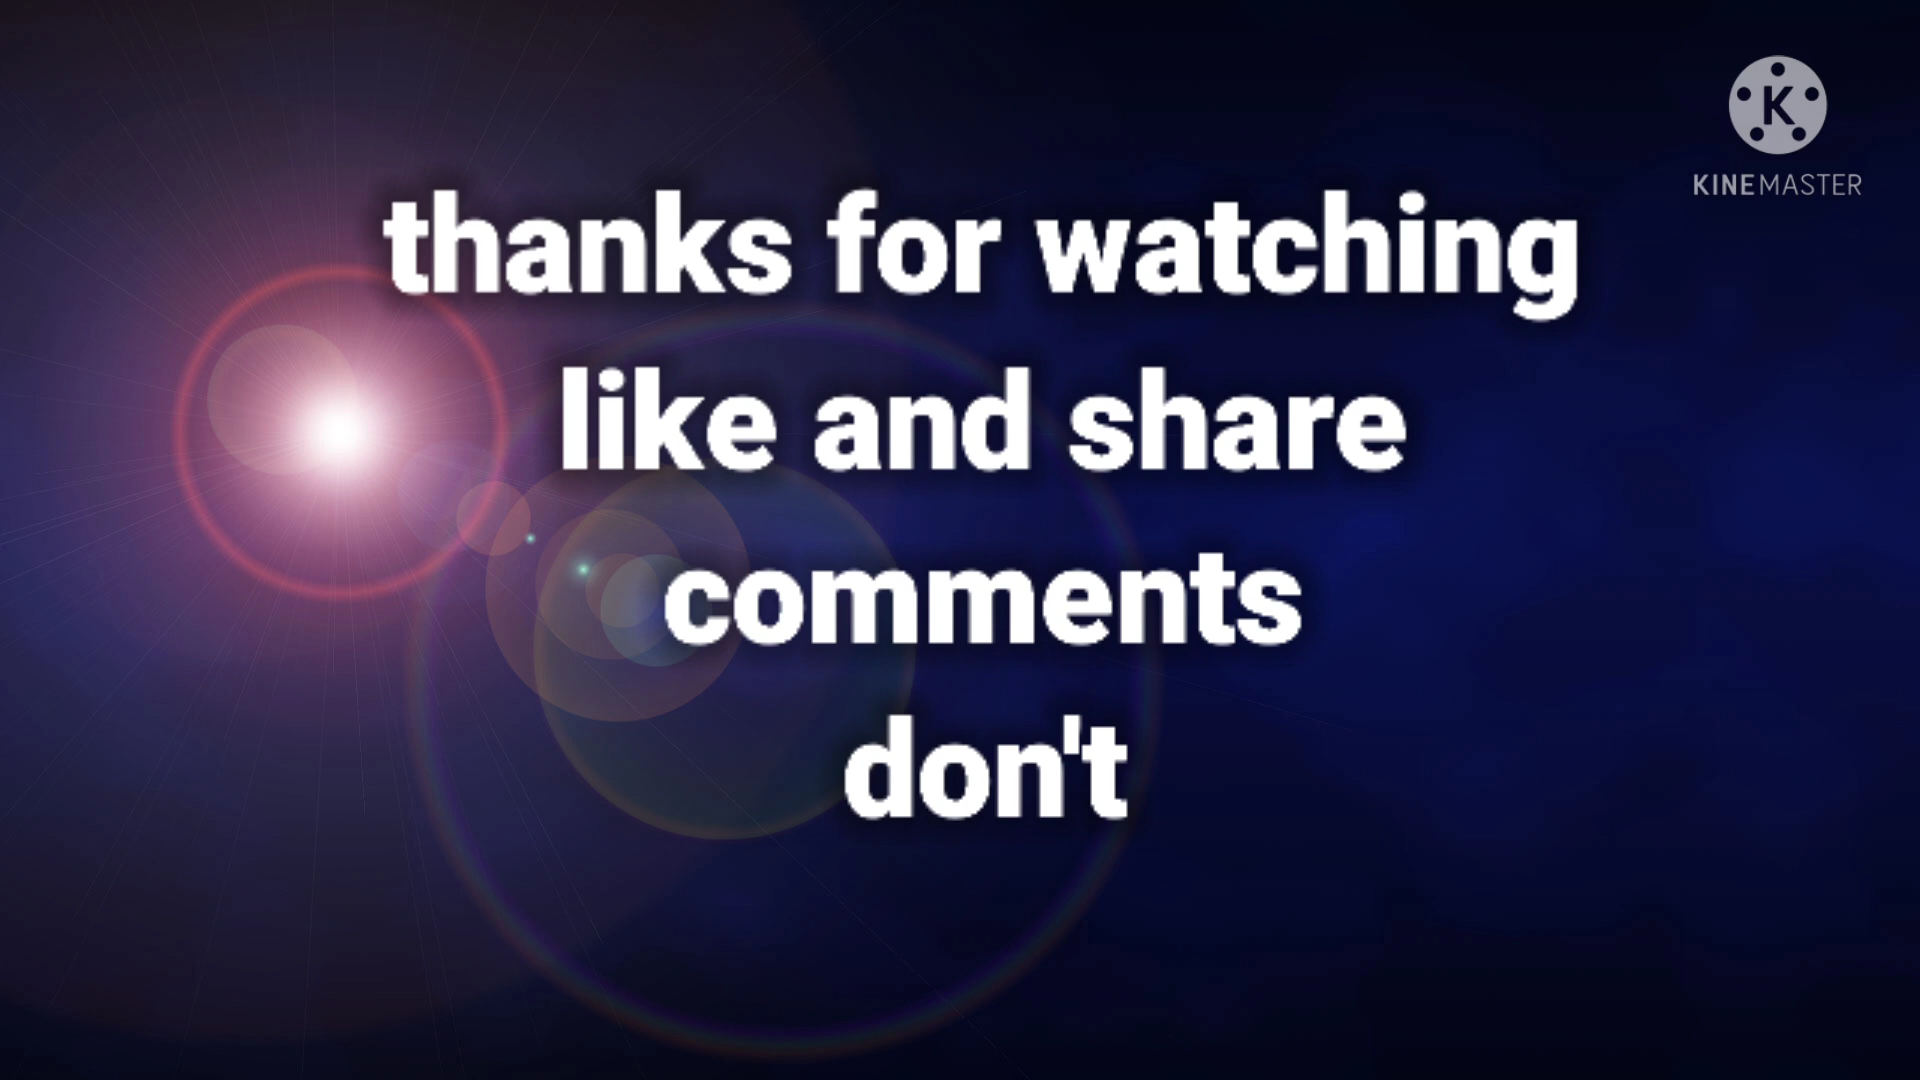 K
KINEMASTER
thanks for watching
like and share
comments
don't